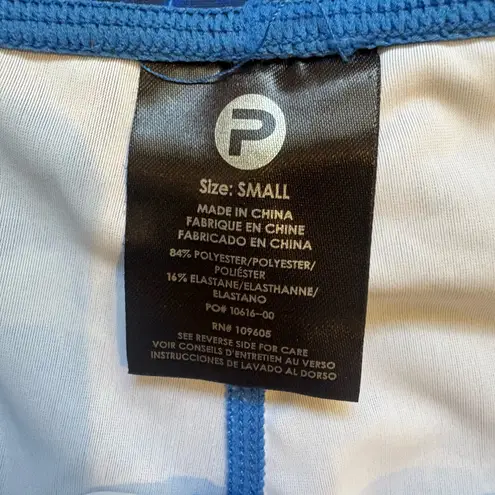 P
Size: SMALL
MADE IN CHINA
FABRIQUE EN CHINE
FABRICADO EN CHINA
84% POLYESTER/POLYESTER/
POLIÉSTER
16% ELASTANE/ELASTHANNE/
ELASTANO
PO# 10616-00
RN# 109605
SEE REVERSE SIDE FOR CARE
VOIR CONSEILS D'ENTRETIEN AU VERSO
INSTRUCCIONES DE LAVADO AL DORSO